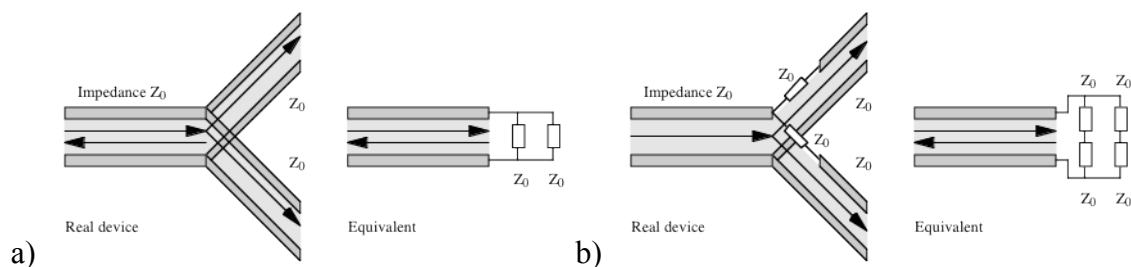 Impedance Z0
Z0
Z0
Z0 Z0
Real device
Equivalent
a)
Impedance Z0
Z0
Z0
Z0
Z0
Z0 Z0
Z0 Z0
Real device
Equivalent
b)